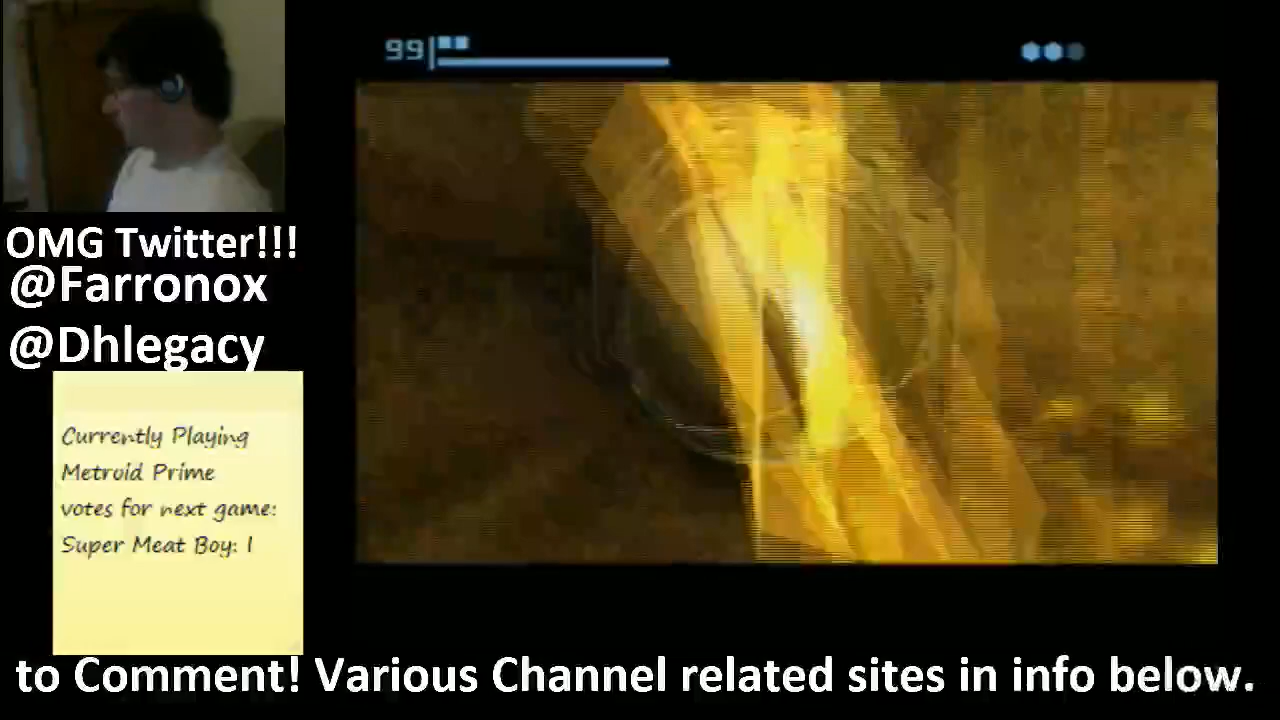 99
OMG Twitter!!!
@Farronox
@Dhlegacy
Currently Playing
Metroid Prime
votes for next game:
Super Meat Boy: 1
to Comment! Various Channel related sites in info below.